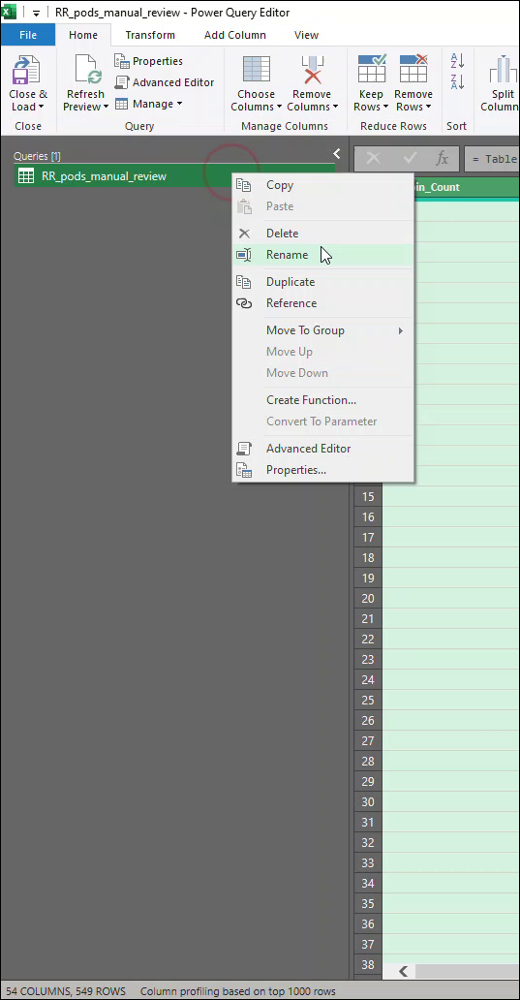 RR_pods_manual_review - Power Query Editor
File Home Transform Add Column View
Close & Load
Refresh Preview
Properties
Advanced Editor
Manage
Choose Columns
Remove Columns
Keep Rows
Remove Rows
A Z
Z A
Split
Close Query Manage Columns Reduce Rows Sort
Queries [1]
fx = Table
RR_pods_manual_review
Copy
Paste
Delete
Rename
Duplicate
Reference
Move To Group
Move Up
Move Down
Create Function...
Convert To Parameter
Advanced Editor
Properties...
15
16
17
18
19
20
21
22
23
24
25
26
27
28
29
30
31
32
33
34
35
36
37
38
54 COLUMNS, 549 ROWS Column profiling based on top 1000 rows